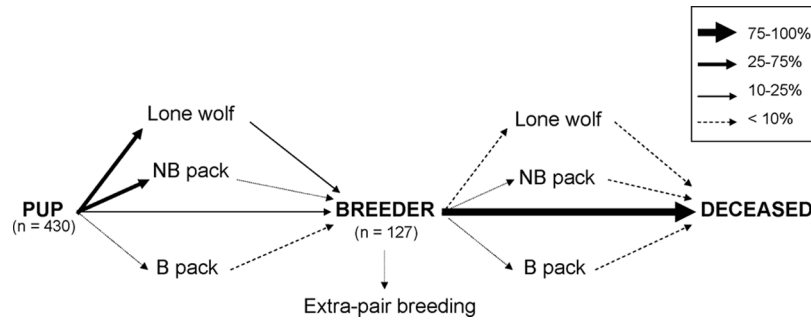 75-100%
25-75%
10-25%
< 10%
Lone wolf
Lone wolf
NB pack
NB pack
PUP
BREEDER
DECEASED
(n = 430)
(n = 127)
B pack
B pack
Extra-pair breeding